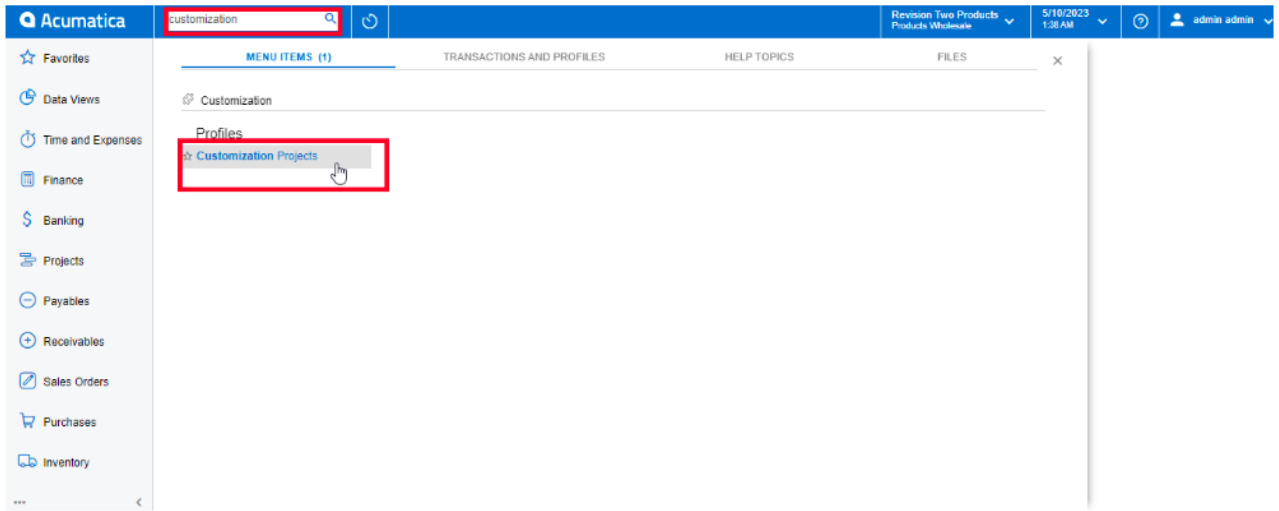 Acumatica
customization
Revision Two Products
Products Wholesale
5/10/2023
1:38 AM
admin admin
Favorites
Data Views
Time and Expenses
Finance
Banking
Projects
Payables
Receivables
Sales Orders
Purchases
Inventory
MENU ITEMS (1)
TRANSACTIONS AND PROFILES
HELP TOPICS
FILES
Customization
Profiles
Customization Projects